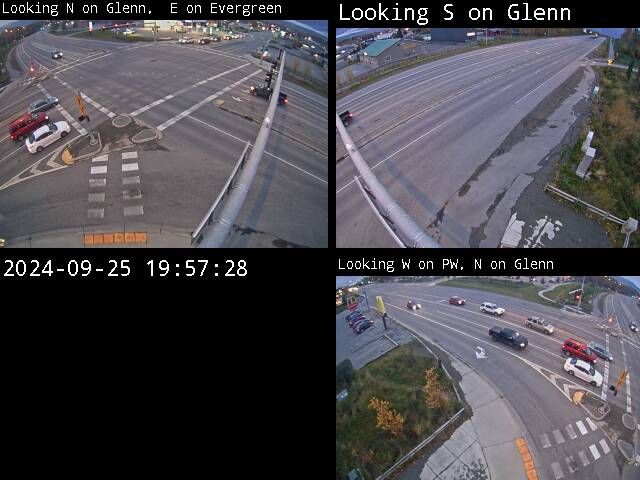 Looking N on Glenn,  E on Evergreen
Looking S on Glenn
2024-09-25 19:57:28
Looking W on PW, N on Glenn